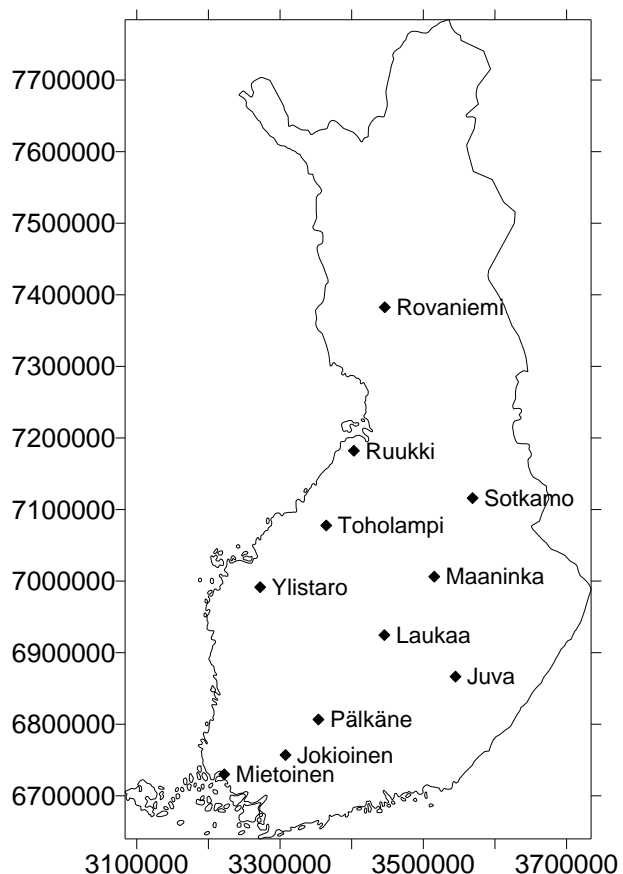 7700000
7600000
7500000
7400000
Rovaniemi
7300000
7200000
Ruukki
Sotkamo
7100000
Toholampi
Maaninka
7000000
Ylistaro
Laukaa
6900000
Juva
6800000
Pälkäne
Jokioinen
Mietoinen
6700000
3100000 3300000 3500000 3700000